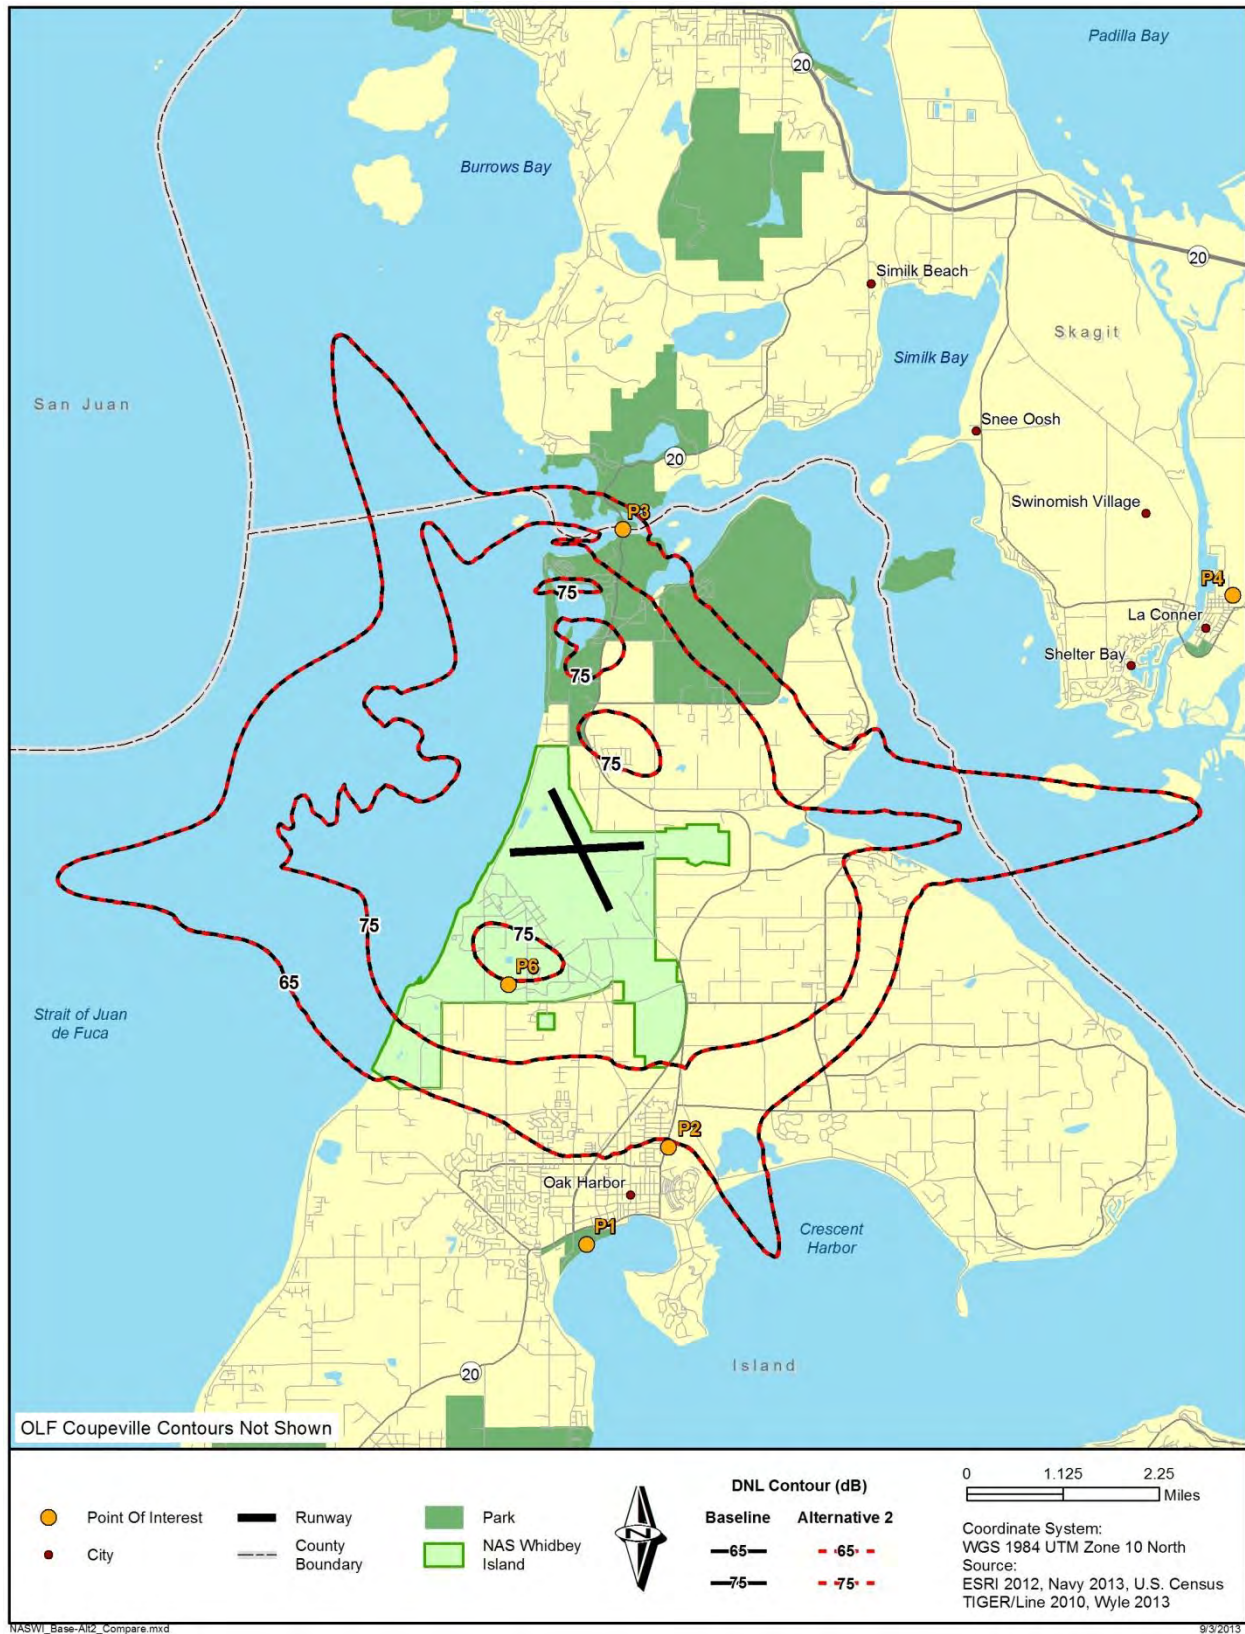 Padilla Bay
20
Burrows Bay
20
Similk Beach
Skagit
Similk Bay
San Juan
Snee Oosh
20
Swinomish Village
P3
P4
75
La Conner
Shelter Bay
75
75
75
75
P6
65
Strait of Juan
de Fuca
P2
Oak Harbor
P1
Crescent
Harbor
Island
20
OLF Coupeville Contours Not Shown
Point Of Interest
City
Runway
County
Boundary
Park
NAS Whidbey
Island
N
DNL Contour (dB)
Baseline Alternative 2
65 65
75 75
0 1.125 2.25
Miles
Coordinate System:
WGS 1984 UTM Zone 10 North
Source:
ESRI 2012, Navy 2013, U.S. Census
TIGER/Line 2010, Wyle 2013
NASWI_Base-Alt2_Compare.mxd 9/3/2013